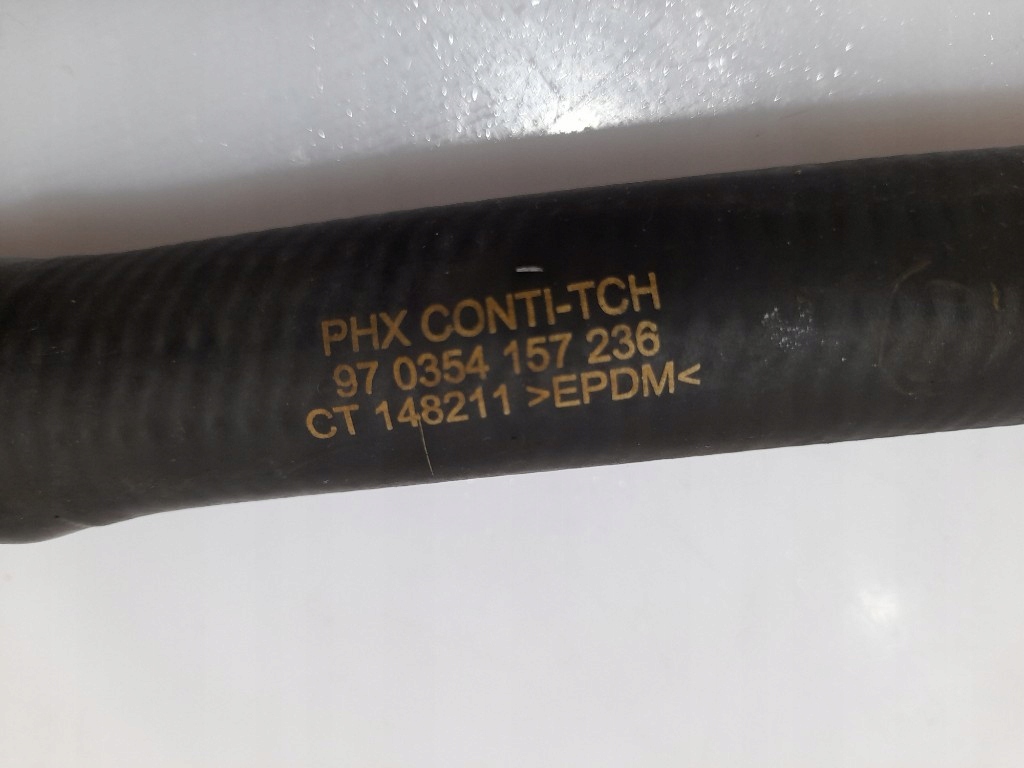 PHX CONTI-TCH
97 0354 157 236
CT 148211 >EPDM<